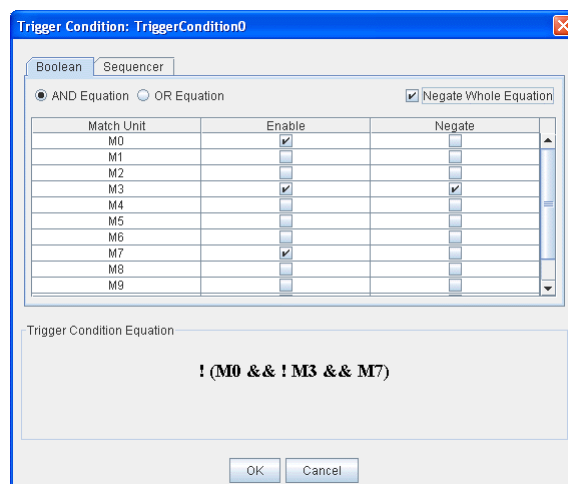 Trigger Condition: TriggerCondition0
Boolean Sequencer
AND Equation OR Equation Negate Whole Equation
Match Unit Enable Negate
M0
M1
M2
M3
M4
M5
M6
M7
M8
M9
Trigger Condition Equation
! (M0 && ! M3 && M7)
OK Cancel